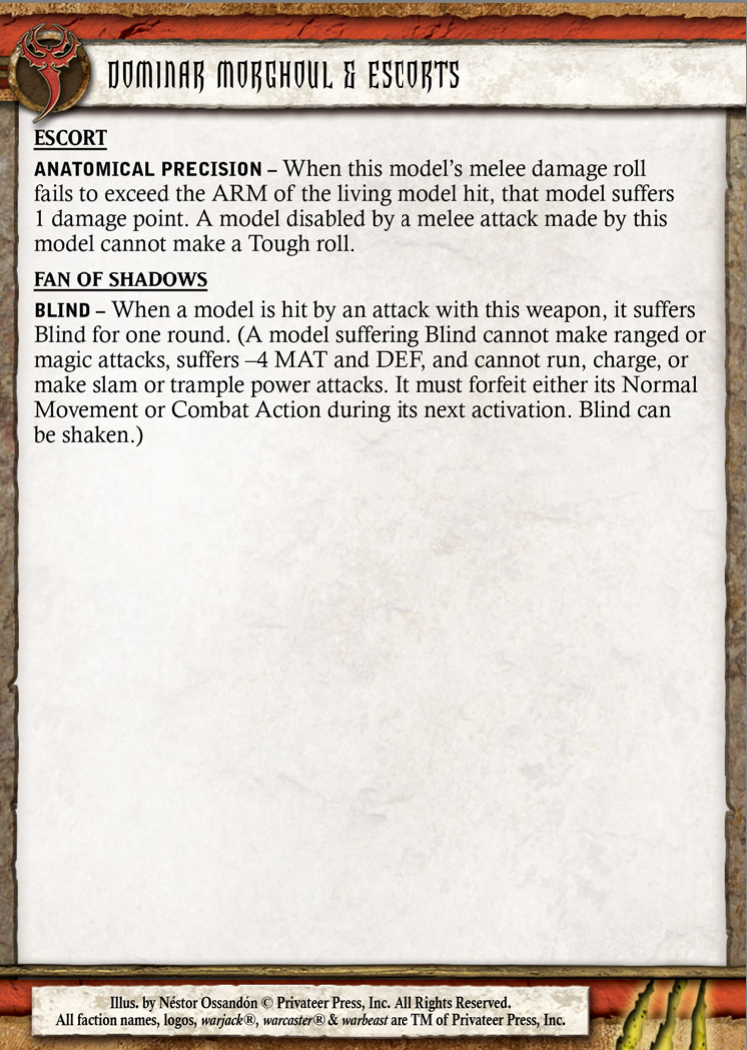 DOMINAR MORGHOUL & ESCORTS
ESCORT
ANATOMICAL PRECISION – When this model's melee damage roll
fails to exceed the ARM of the living model hit, that model suffers
1 damage point. A model disabled by a melee attack made by this
model cannot make a Tough roll.
FAN OF SHADOWS
BLIND – When a model is hit by an attack with this weapon, it suffers
Blind for one round. (A model suffering Blind cannot make ranged or
magic attacks, suffers –4 MAT and DEF, and cannot run, charge, or
make slam or trample power attacks. It must forfeit either its Normal
Movement or Combat Action during its next activation. Blind can
be shaken.)
Illus. by Néstor Ossandón © Privateer Press, Inc. All Rights Reserved.
All faction names, logos, warjack®, warcaster® & warbeast are TM of Privateer Press, Inc.